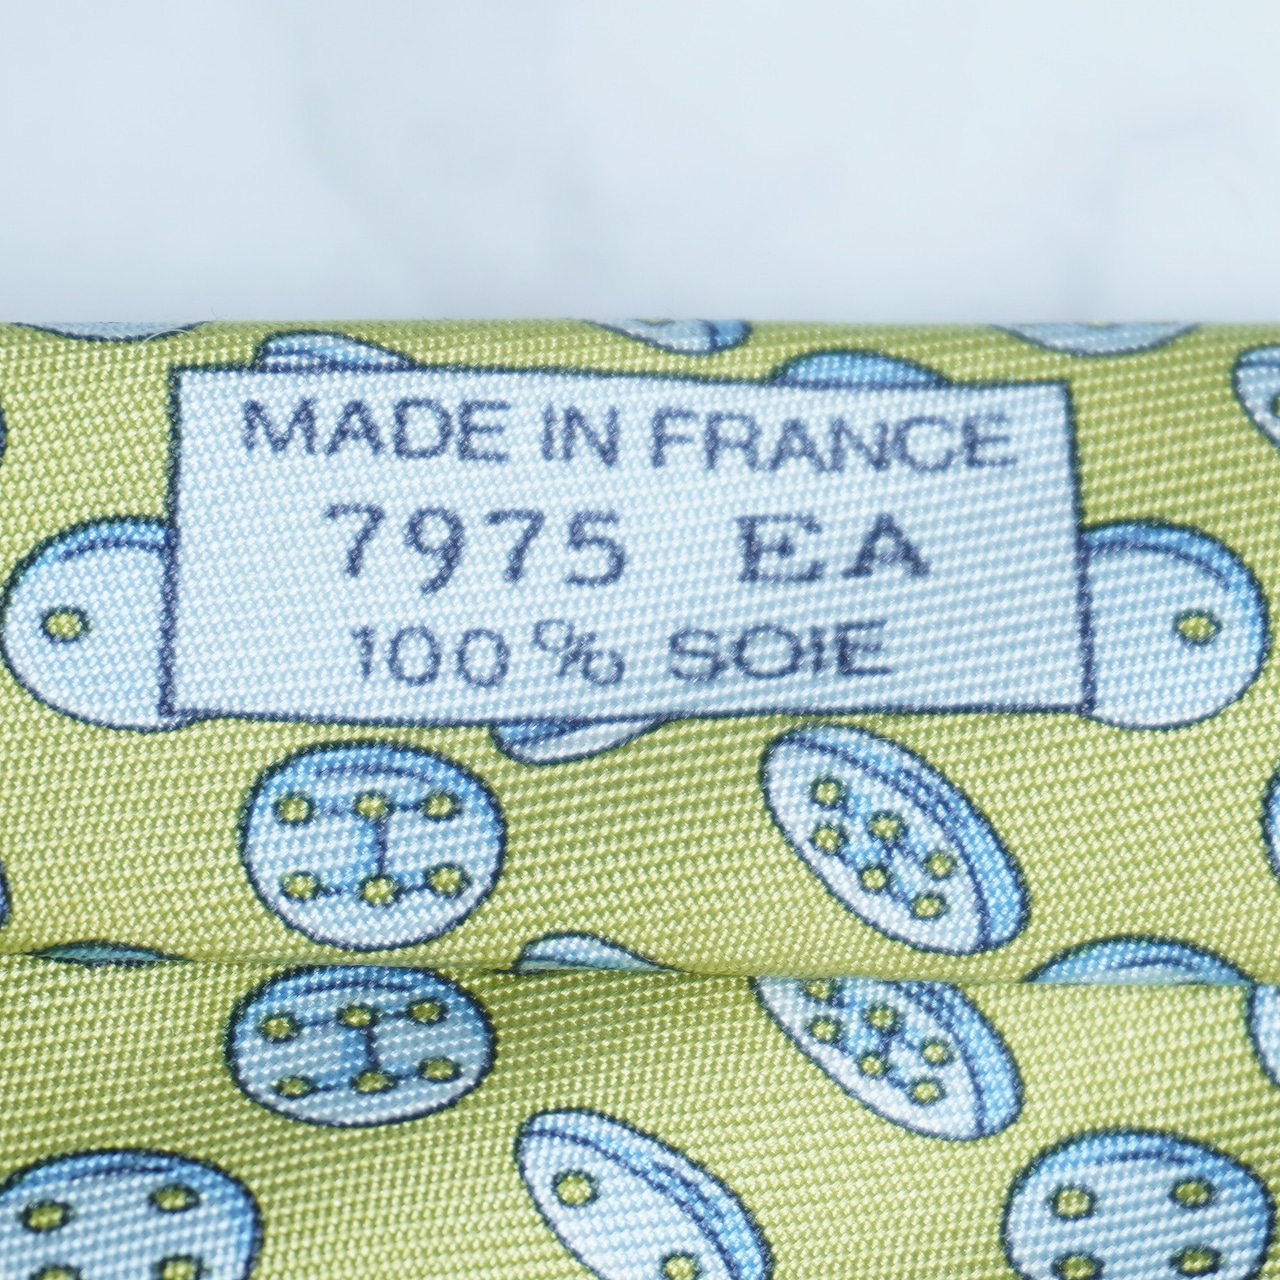 MADE IN FRANCE
7975 EA
100% SOIE